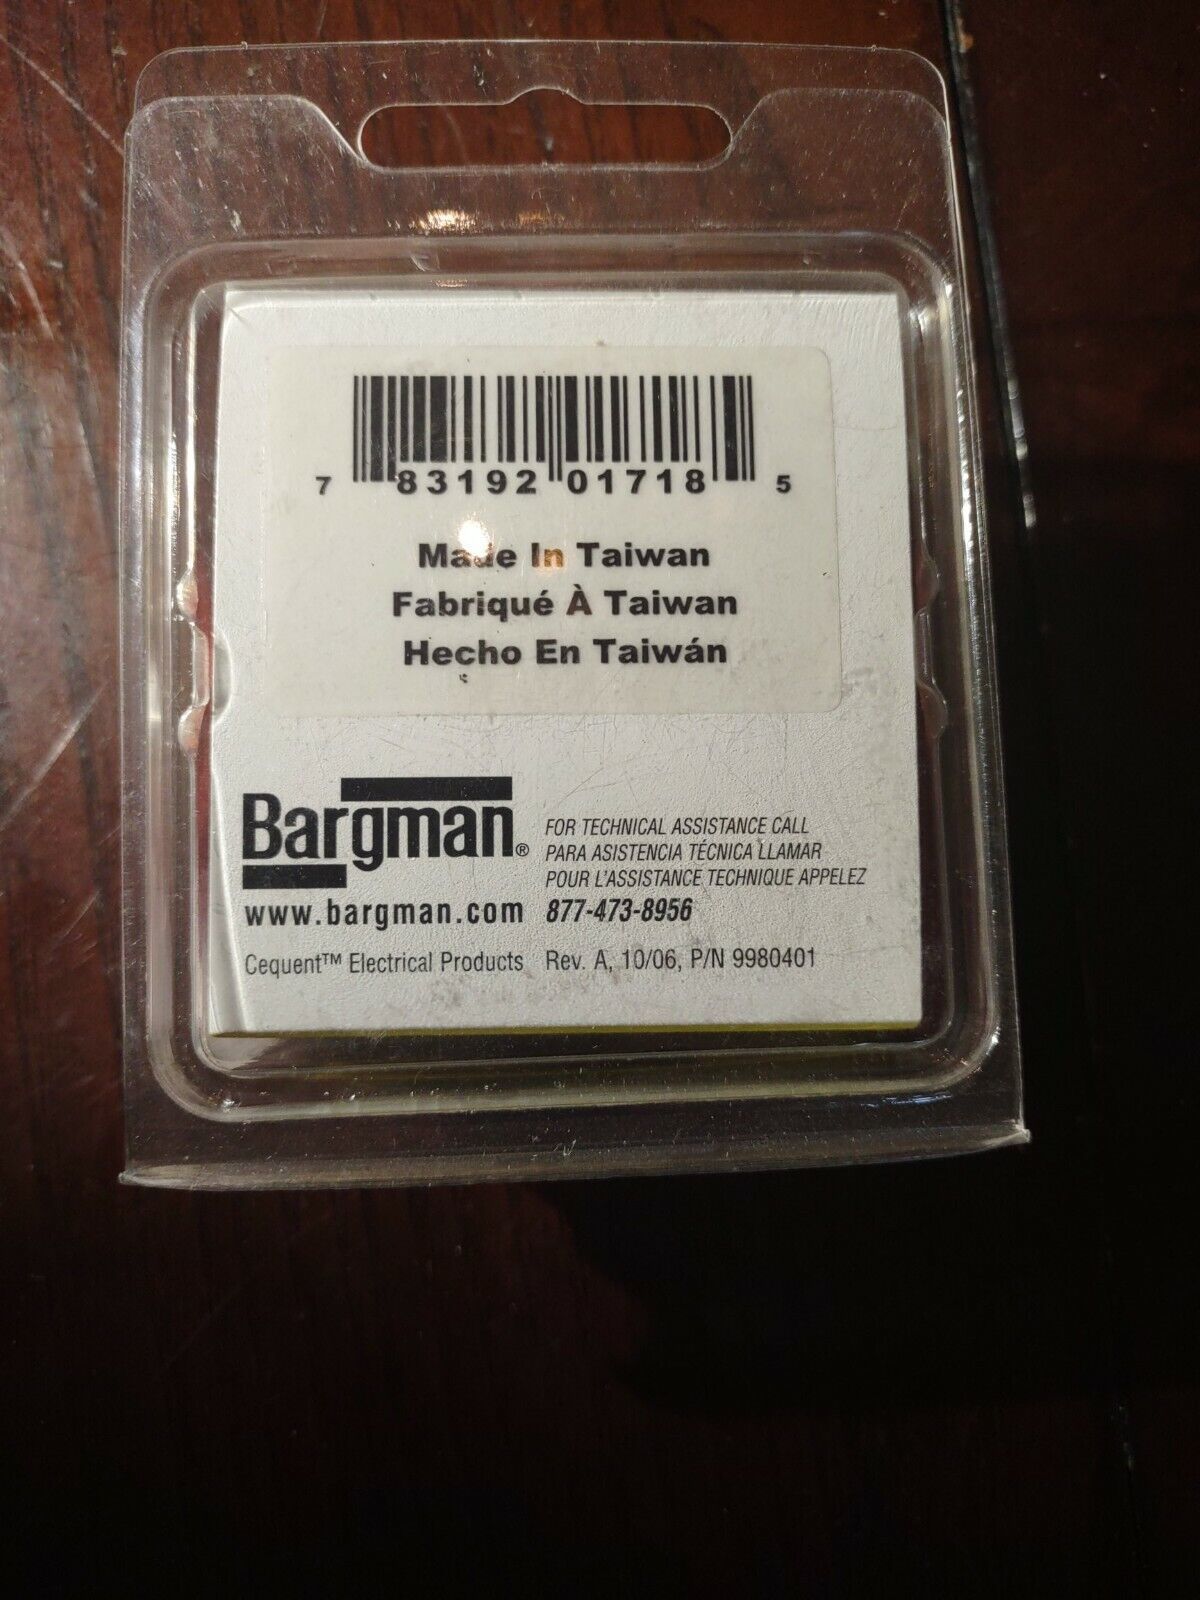 7 83192 01718 5
Made In Taiwan
Fabriqué À Taiwan
Hecho En Taiwán
Bargman®
www.bargman.com
Cequent™ Electrical Products
FOR TECHNICAL ASSISTANCE CALL
PARA ASISTENCIA TÉCNICA LLAMAR
POUR L'ASSISTANCE TECHNIQUE APPELEZ
877-473-8956
Rev. A, 10/06, P/N 9980401